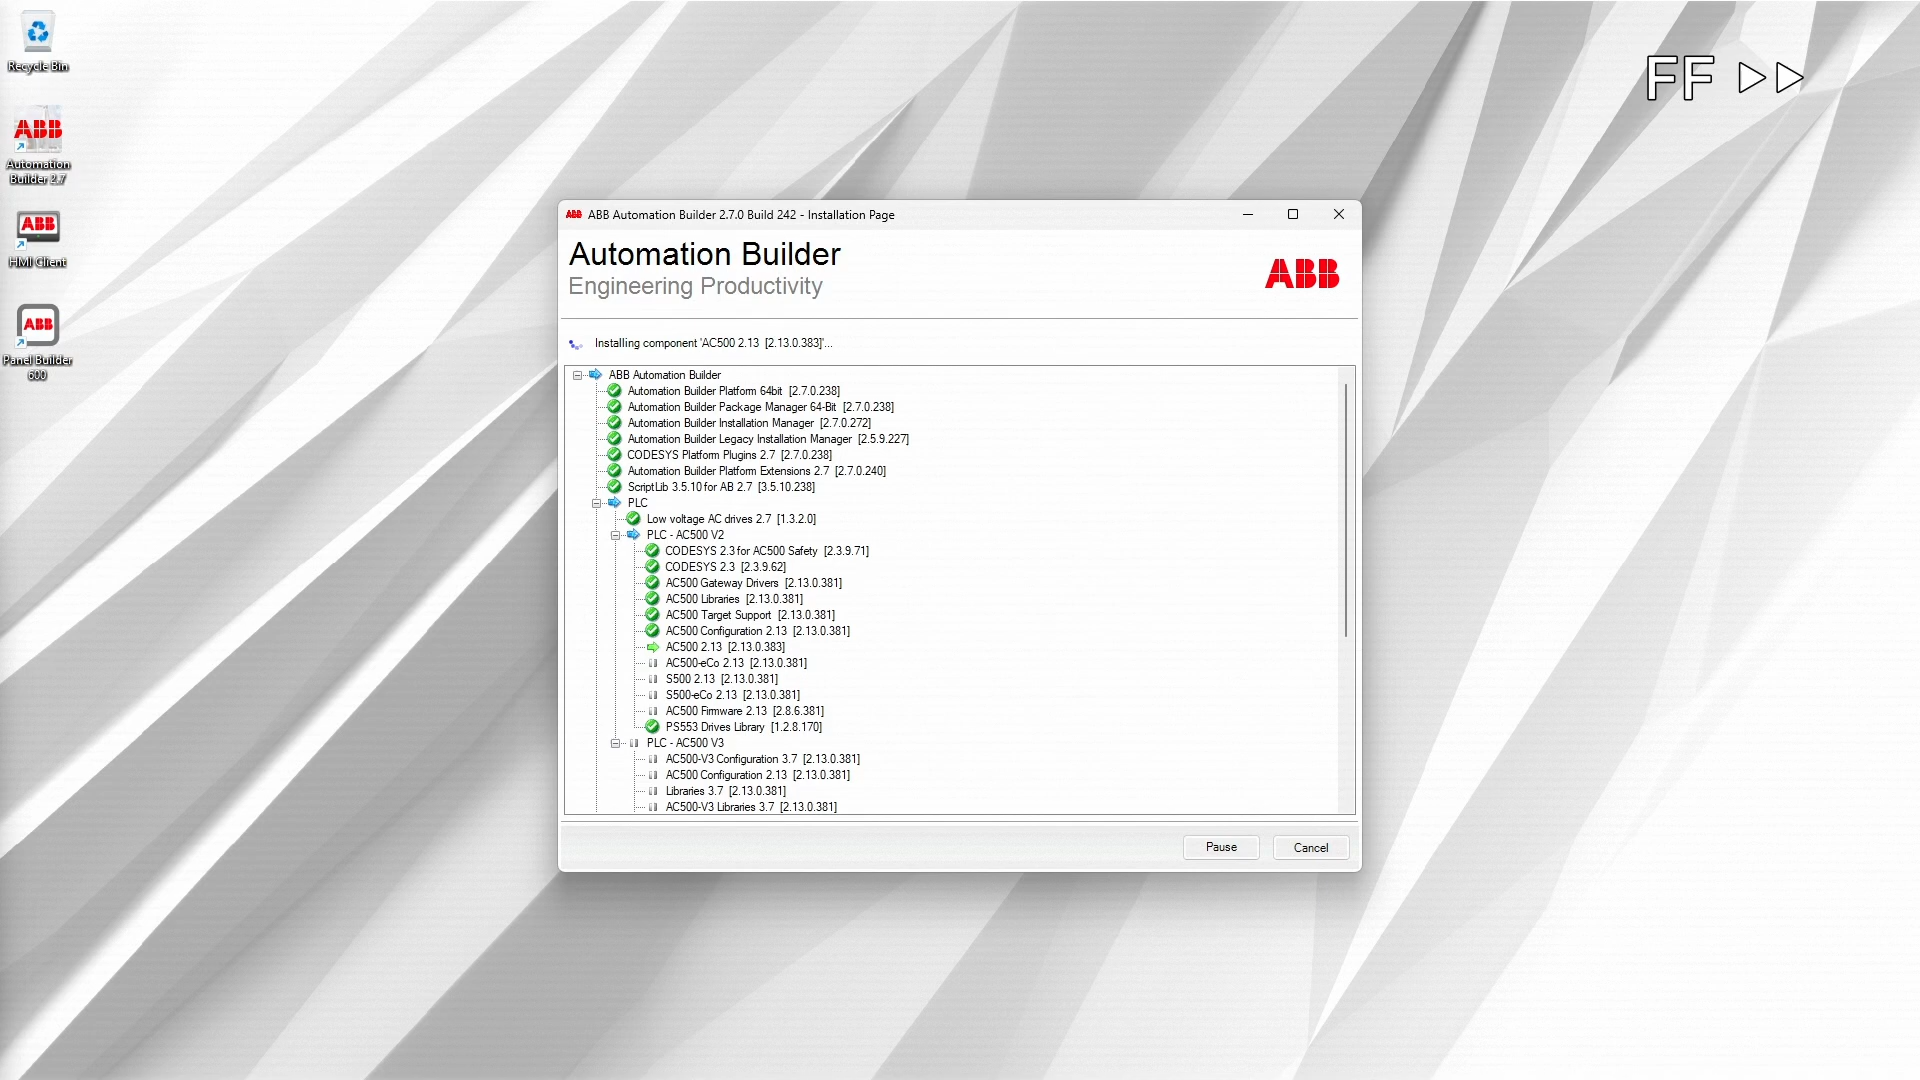 Recycle Bin
ABB
Automation
Builder 2.7
ABB
HMI Client
ABB
Panel Builder
600
FF
ABB ABB Automation Builder 2.7.0 Build 242 - Installation Page
Automation Builder
Engineering Productivity
ABB
Installing component 'AC500 2.13 [2.13.0.383]'...
ABB Automation Builder
Automation Builder Platform 64bit [2.7.0.238]
Automation Builder Package Manager 64-Bit [2.7.0.238]
Automation Builder Installation Manager [2.7.0.272]
Automation Builder Legacy Installation Manager [2.5.9.227]
CODESYS Platform Plugins 2.7 [2.7.0.238]
Automation Builder Platform Extensions 2.7 [2.7.0.240]
ScriptLib 3.5.10 for AB 2.7 [3.5.10.238]
PLC
Low voltage AC drives 2.7 [1.3.2.0]
PLC - AC500 V2
CODESYS 2.3 for AC500 Safety [2.3.9.71]
CODESYS 2.3 [2.3.9.62]
AC500 Gateway Drivers [2.13.0.381]
AC500 Libraries [2.13.0.381]
AC500 Target Support [2.13.0.381]
AC500 Configuration 2.13 [2.13.0.381]
AC500 2.13 [2.13.0.383]
AC500-eCo 2.13 [2.13.0.381]
S500 2.13 [2.13.0.381]
S500-eCo 2.13 [2.13.0.381]
AC500 Firmware 2.13 [2.8.6.381]
PS553 Drives Library [1.2.8.170]
PLC - AC500 V3
AC500-V3 Configuration 3.7 [2.13.0.381]
AC500 Configuration 2.13 [2.13.0.381]
Libraries 3.7 [2.13.0.381]
AC500-V3 Libraries 3.7 [2.13.0.381]
Pause
Cancel